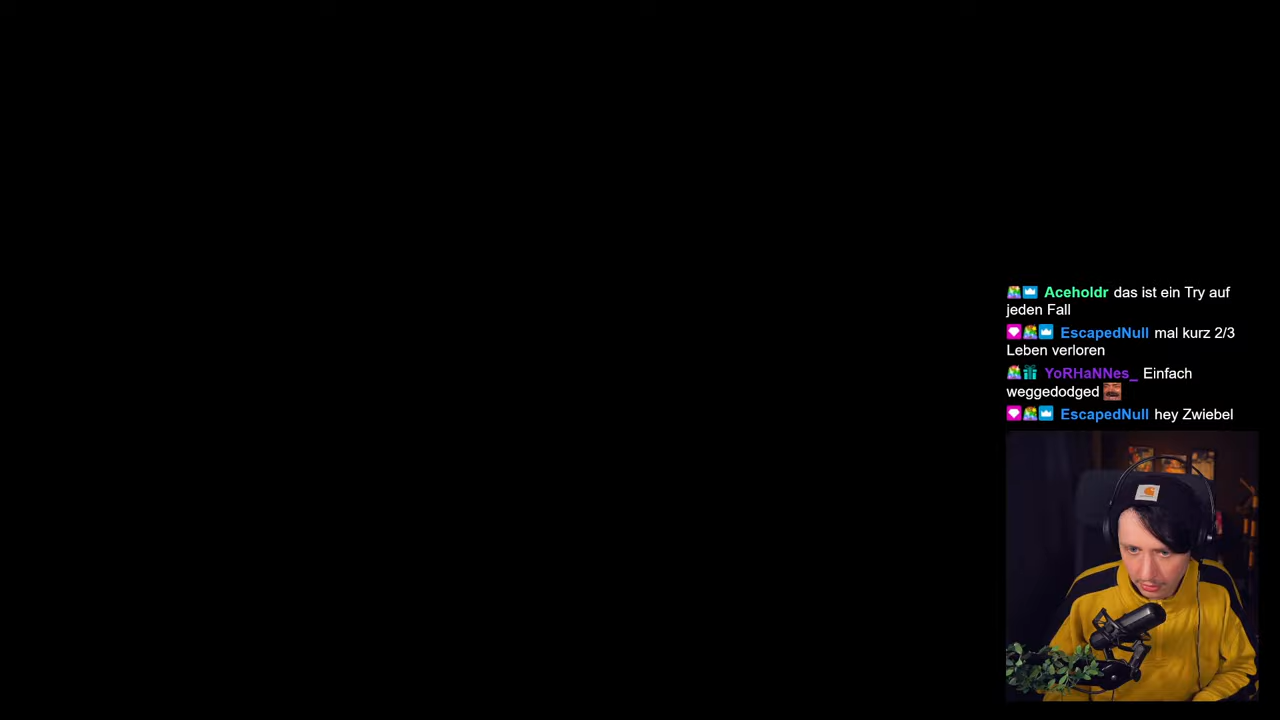 Aceholdr das ist ein Try auf
jeden Fall
EscapedNull mal kurz 2/3
Leben verloren
YoRHaNNes_ Einfach
weggedodged
EscapedNull hey Zwiebel